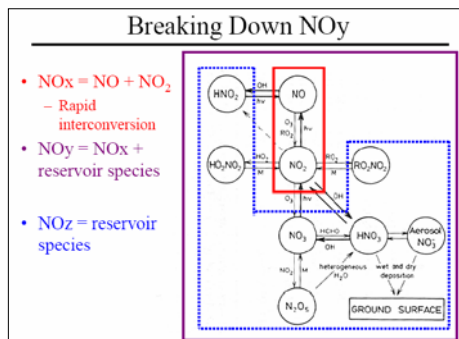 Breaking Down NOy
• NOx = NO + NO2
– Rapid
interconversion
• NOy = NOx +
reservoir species
• NOz = reservoir
species
HNO2
OH
hν
NO
O3
RO2
hν
HO2NO2
HO2
M
NO2
RO2
M
RO2NO2
O3
hν
OH
NO3
HCHO
OH
HNO3
Aerosol
NO3-
NO2
M
heterogeneous
H2O
wet and dry
deposition
N2O5
GROUND SURFACE